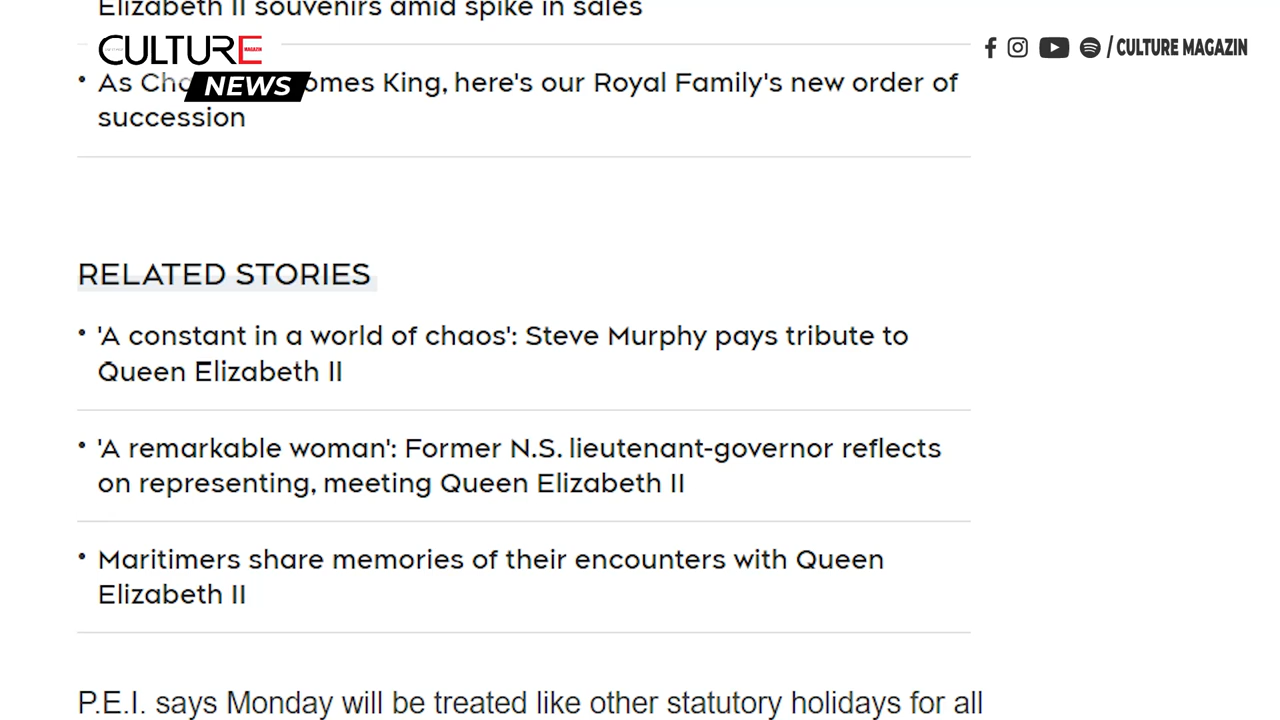 Elizabeth II souvenirs amid spike in sales
CULTURE
NEWS
/ CULTURE MAGAZIN
• As omes King, here's our Royal Family's new order of
succession
RELATED STORIES
• 'A constant in a world of chaos': Steve Murphy pays tribute to
Queen Elizabeth II
• 'A remarkable woman': Former N.S. lieutenant-governor reflects
on representing, meeting Queen Elizabeth II
• Maritimers share memories of their encounters with Queen
Elizabeth II
P.E.I. says Monday will be treated like other statutory holidays for all